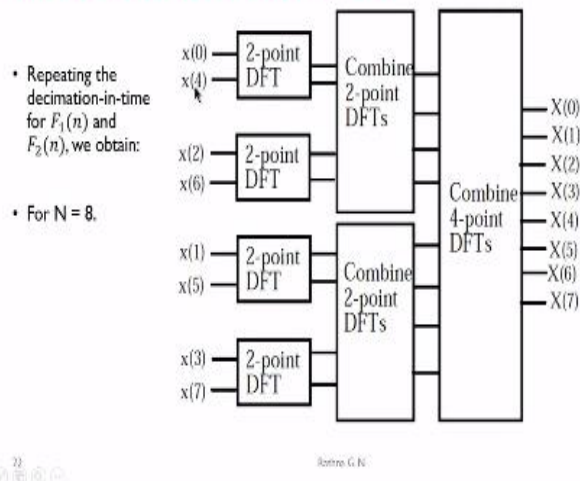 • Repeating the
decimation-in-time
for F₁(n) and
F₂(n), we obtain:
• For N = 8.
x(0)
x(4)
2-point
DFT
x(2)
x(6)
2-point
DFT
x(1)
x(5)
2-point
DFT
x(3)
x(7)
2-point
DFT
Combine
2-point
DFTs
Combine
2-point
DFTs
Combine
4-point
DFTs
X(0)
X(1)
X(2)
X(3)
X(4)
X(5)
X(6)
X(7)
22
Rathna G N